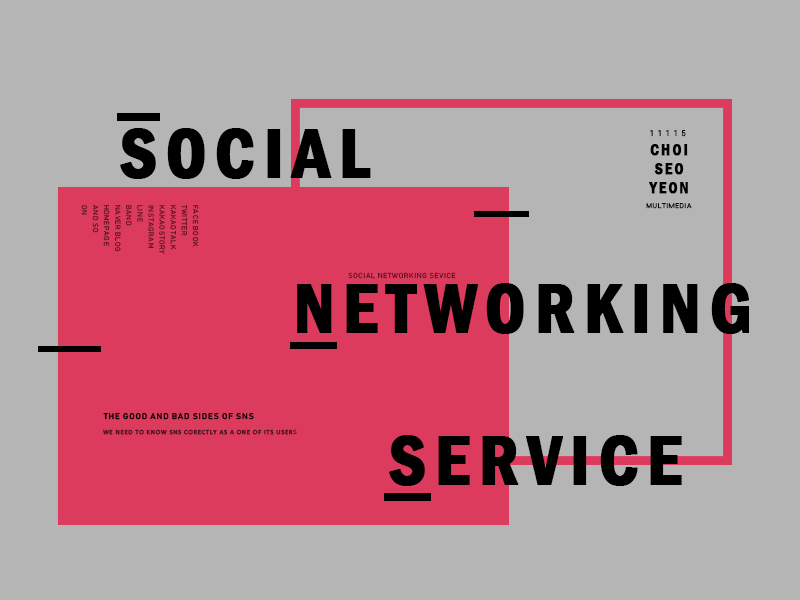 SOCIAL
11115
CHOI
SEO
YEON
MULTIMEDIA
FACEBOOK
TWITTER
KAKAOTALK
KAKAOSTORY
INSTAGRAM
LINE
BAND
NAVER BLOG
HOMEPAGE
AND SO
ON
SOCIAL NETWORKING SEVICE
NETWORKING
THE GOOD AND BAD SIDES OF SNS
WE NEED TO KNOW SNS CORECTLY AS A ONE OF ITS USERS
SERVICE